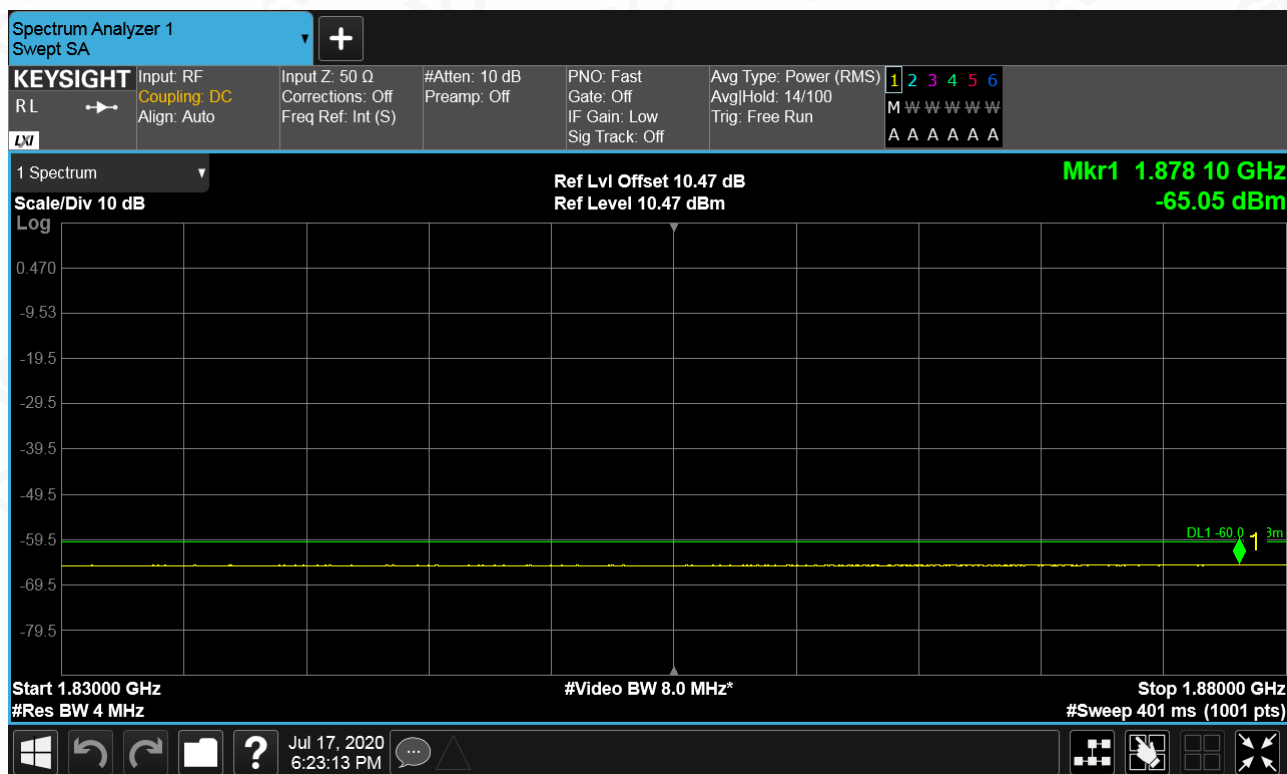 Spectrum Analyzer 1
Swept SA
KEYSIGHT
R L
LXI
Input: RF
Coupling: DC
Align: Auto
Input Z: 50 Ω
Corrections: Off
Freq Ref: Int (S)
#Atten: 10 dB
Preamp: Off
PNO: Fast
Gate: Off
IF Gain: Low
Sig Track: Off
Avg Type: Power (RMS)
Avg|Hold: 14/100
Trig: Free Run
1 2 3 4 5 6
M W W W W W
A A A A A A
1 Spectrum
Scale/Div 10 dB
Log
Ref Lvl Offset 10.47 dB
Ref Level 10.47 dBm
Mkr1 1.878 10 GHz
-65.05 dBm
0.470
-9.53
-19.5
-29.5
-39.5
-49.5
-59.5
-69.5
-79.5
DL1 -60.0
1
Start 1.83000 GHz
#Res BW 4 MHz
#Video BW 8.0 MHz*
Stop 1.88000 GHz
#Sweep 401 ms (1001 pts)
?
Jul 17, 2020
6:23:13 PM